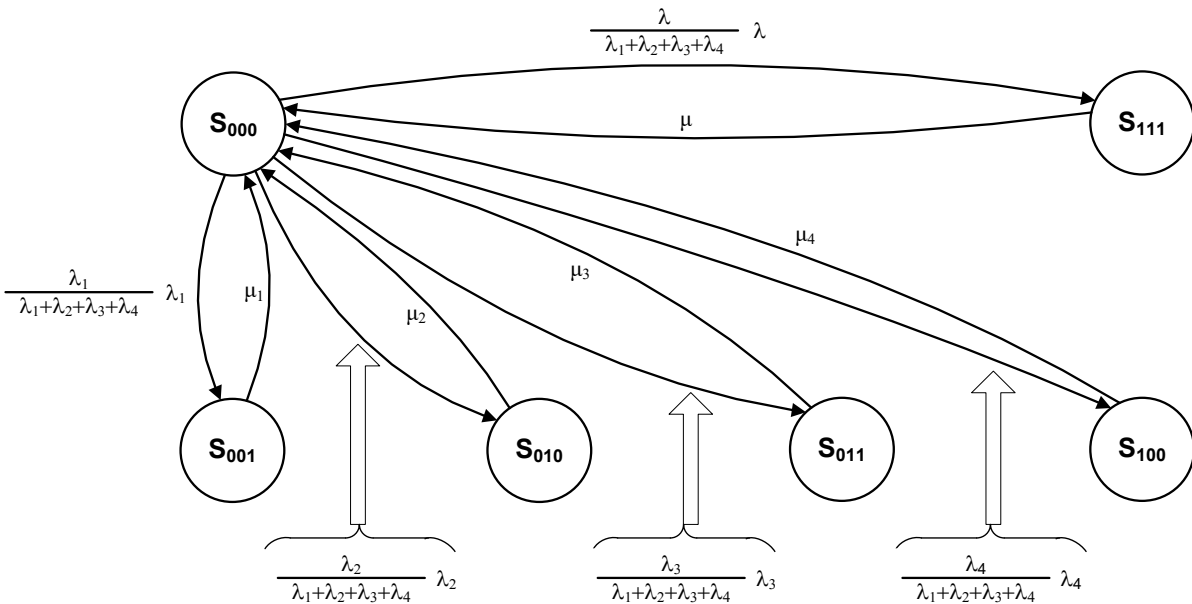 λ
λ₁+λ₂+λ₃+λ₄ λ
S₀₀₀
μ
S₁₁₁
μ₄
μ₃
λ₁
λ₁+λ₂+λ₃+λ₄ λ₁
μ₁
μ₂
S₀₀₁
S₀₁₀
S₀₁₁
S₁₀₀
λ₂
λ₁+λ₂+λ₃+λ₄ λ₂
λ₃
λ₁+λ₂+λ₃+λ₄ λ₃
λ₄
λ₁+λ₂+λ₃+λ₄ λ₄